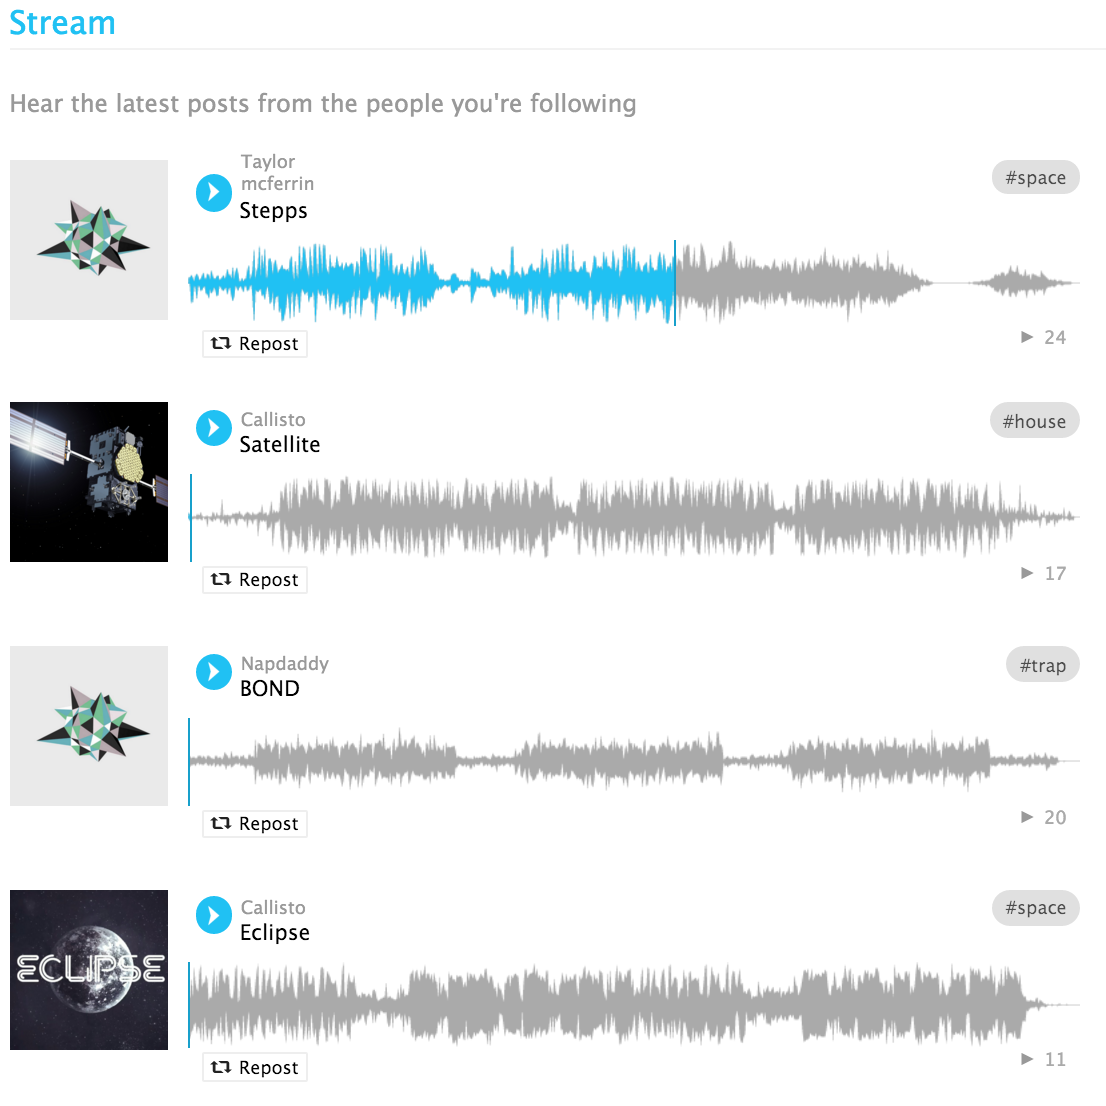 Stream
Hear the latest posts from the people you're following
Taylor
mcferrin
#space
Stepps
Repost
24
Callisto
#house
Satellite
Repost
17
Napdaddy
#trap
BOND
Repost
20
Callisto
#space
Eclipse
ECLIPSE
Repost
11